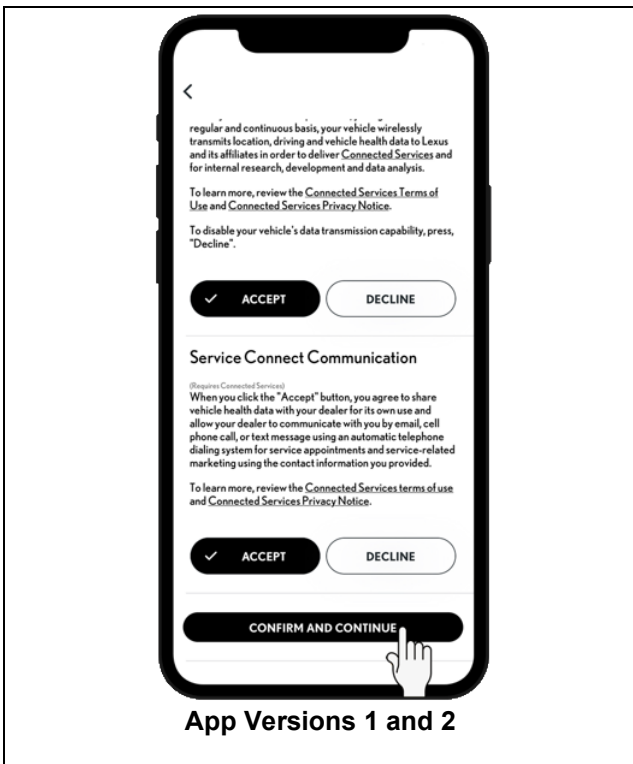 regular and continuous basis, your vehicle wirelessly
transmits location, driving and vehicle health data to Lexus
and its affiliates in order to deliver Connected Services and
for internal research, development and data analysis.
To learn more, review the Connected Services Terms of
Use and Connected Services Privacy Notice.
To disable your vehicle's data transmission capability, press,
"Decline".
ACCEPT
DECLINE
Service Connect Communication
(Requires Connected Services)
When you click the "Accept" button, you agree to share
vehicle health data with your dealer for its own use and
allow your dealer to communicate with you by email, cell
phone call, or text message using an automatic telephone
dialing system for service appointments and service-related
marketing using the contact information you provided.
To learn more, review the Connected Services terms of use
and Connected Services Privacy Notice.
ACCEPT
DECLINE
CONFIRM AND CONTINUE
App Versions 1 and 2